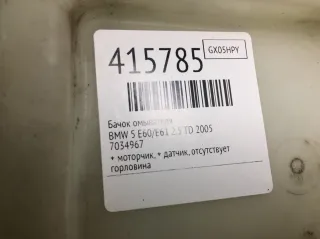 415785
GX05HPY
Бачок омывателя
BMW 5 E60/E61 2.5 TD 2005
7034967
+ моторчик, + датчик, отсутствует
горловина